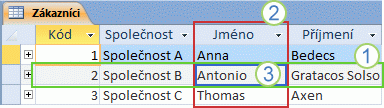 Zákazníci
2
Kód Společnost Jméno Příjmení
1 Společnost A Anna Bedecs 1
2 Společnost B Antonio 3 Gratacos Solso
3 Společnost C Thomas Axen